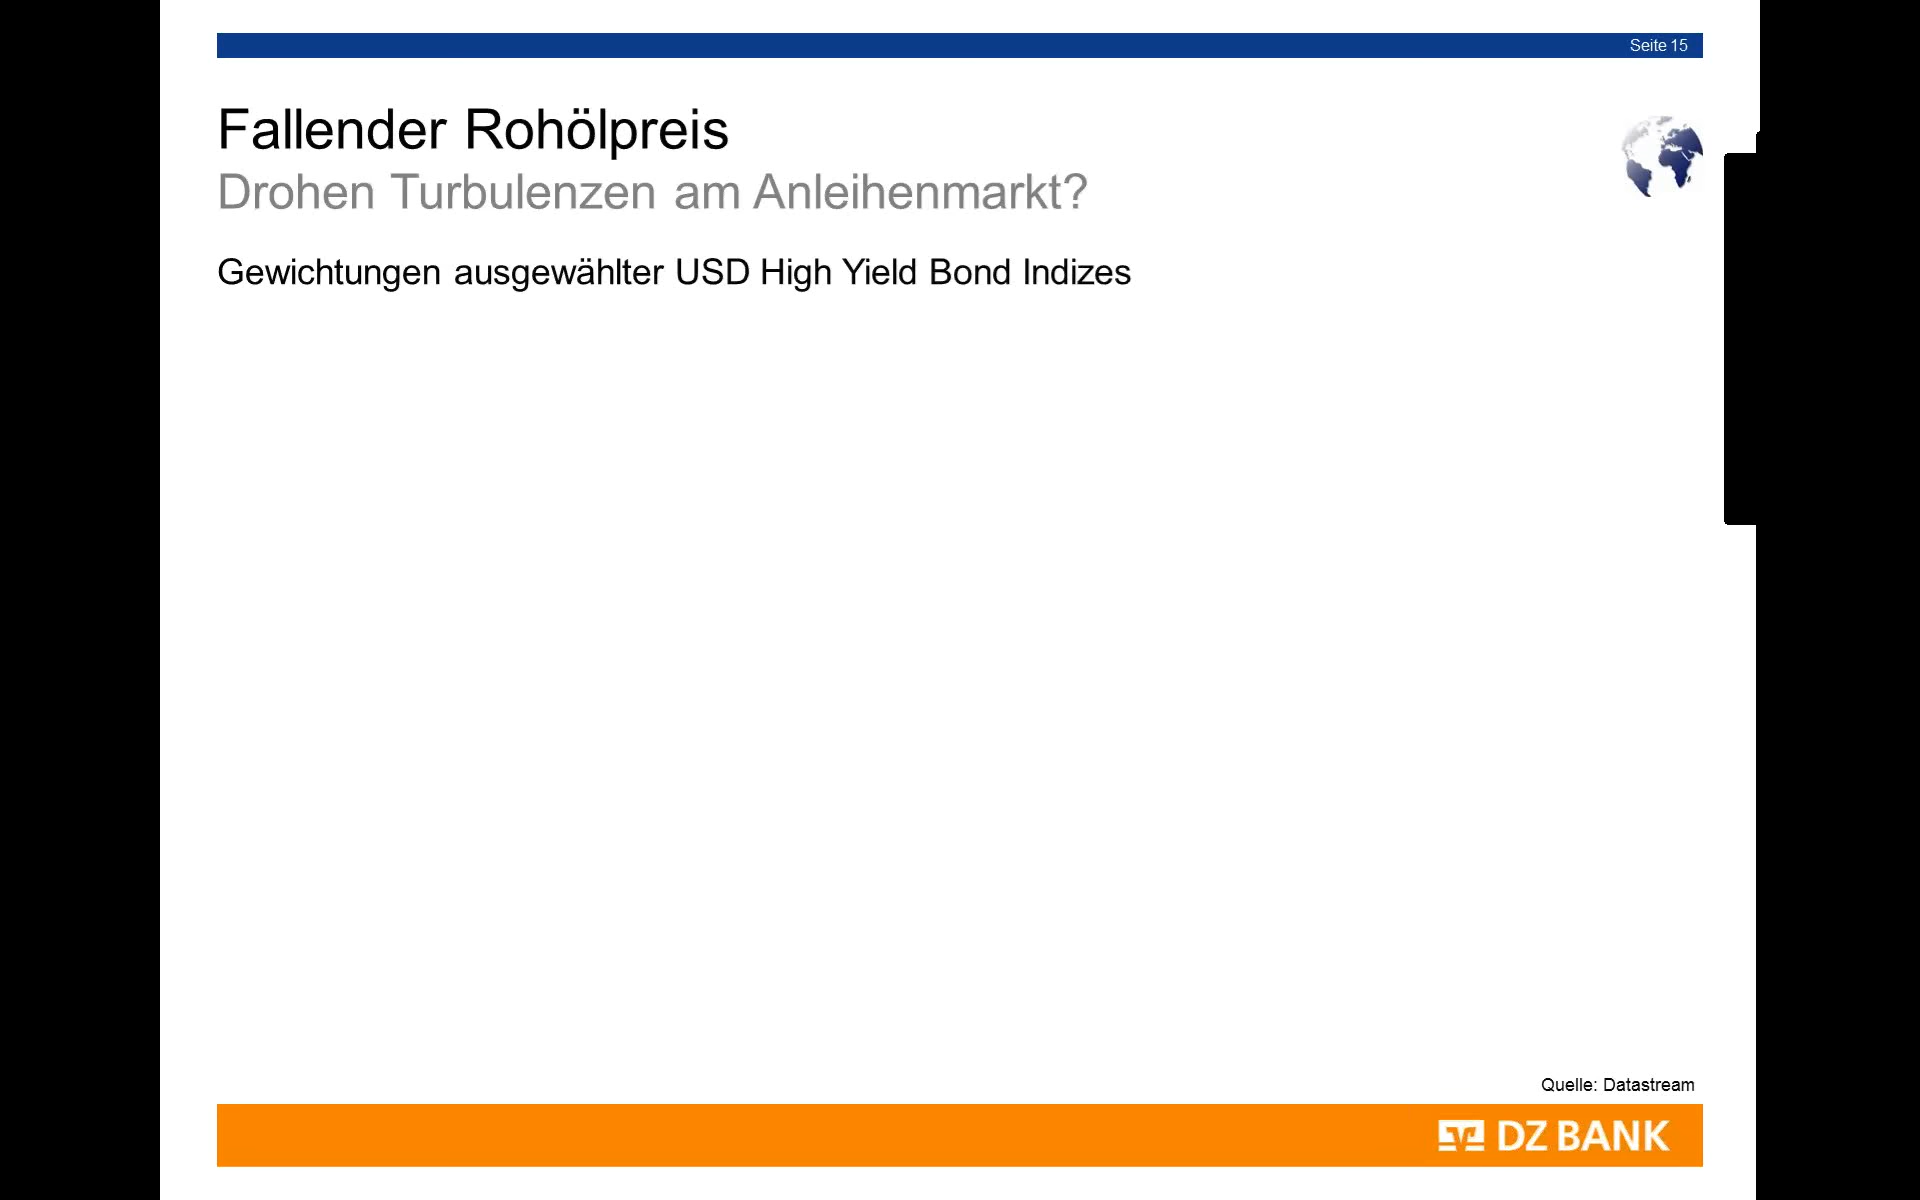 Seite 15
Fallender Rohölpreis
Drohen Turbulenzen am Anleihenmarkt?
Gewichtungen ausgewählter USD High Yield Bond Indizes
Quelle: Datastream
DZ BANK